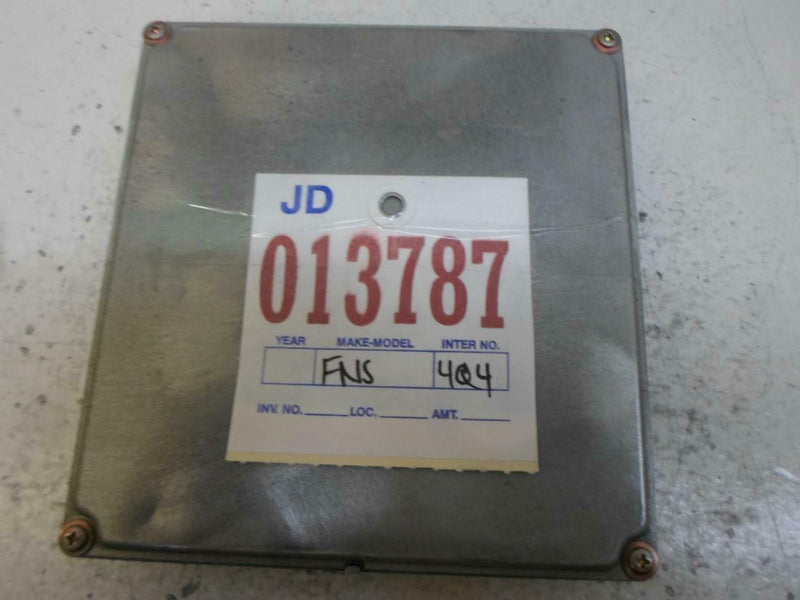 JD
013787
YEAR MAKE-MODEL INTER NO.
FNS 4Q4
INV. NO. LOC. AMT.